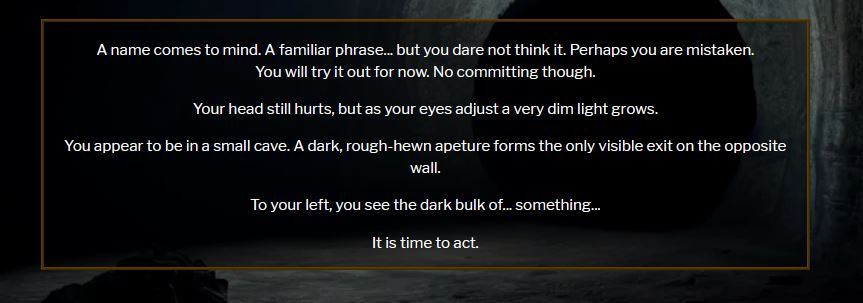 A name comes to mind. A familiar phrase... but you dare not think it. Perhaps you are mistaken.
You will try it out for now. No committing though.
Your head still hurts, but as your eyes adjust a very dim light grows.
You appear to be in a small cave. A dark, rough-hewn apeture forms the only visible exit on the opposite
wall.
To your left, you see the dark bulk of... something...
It is time to act.